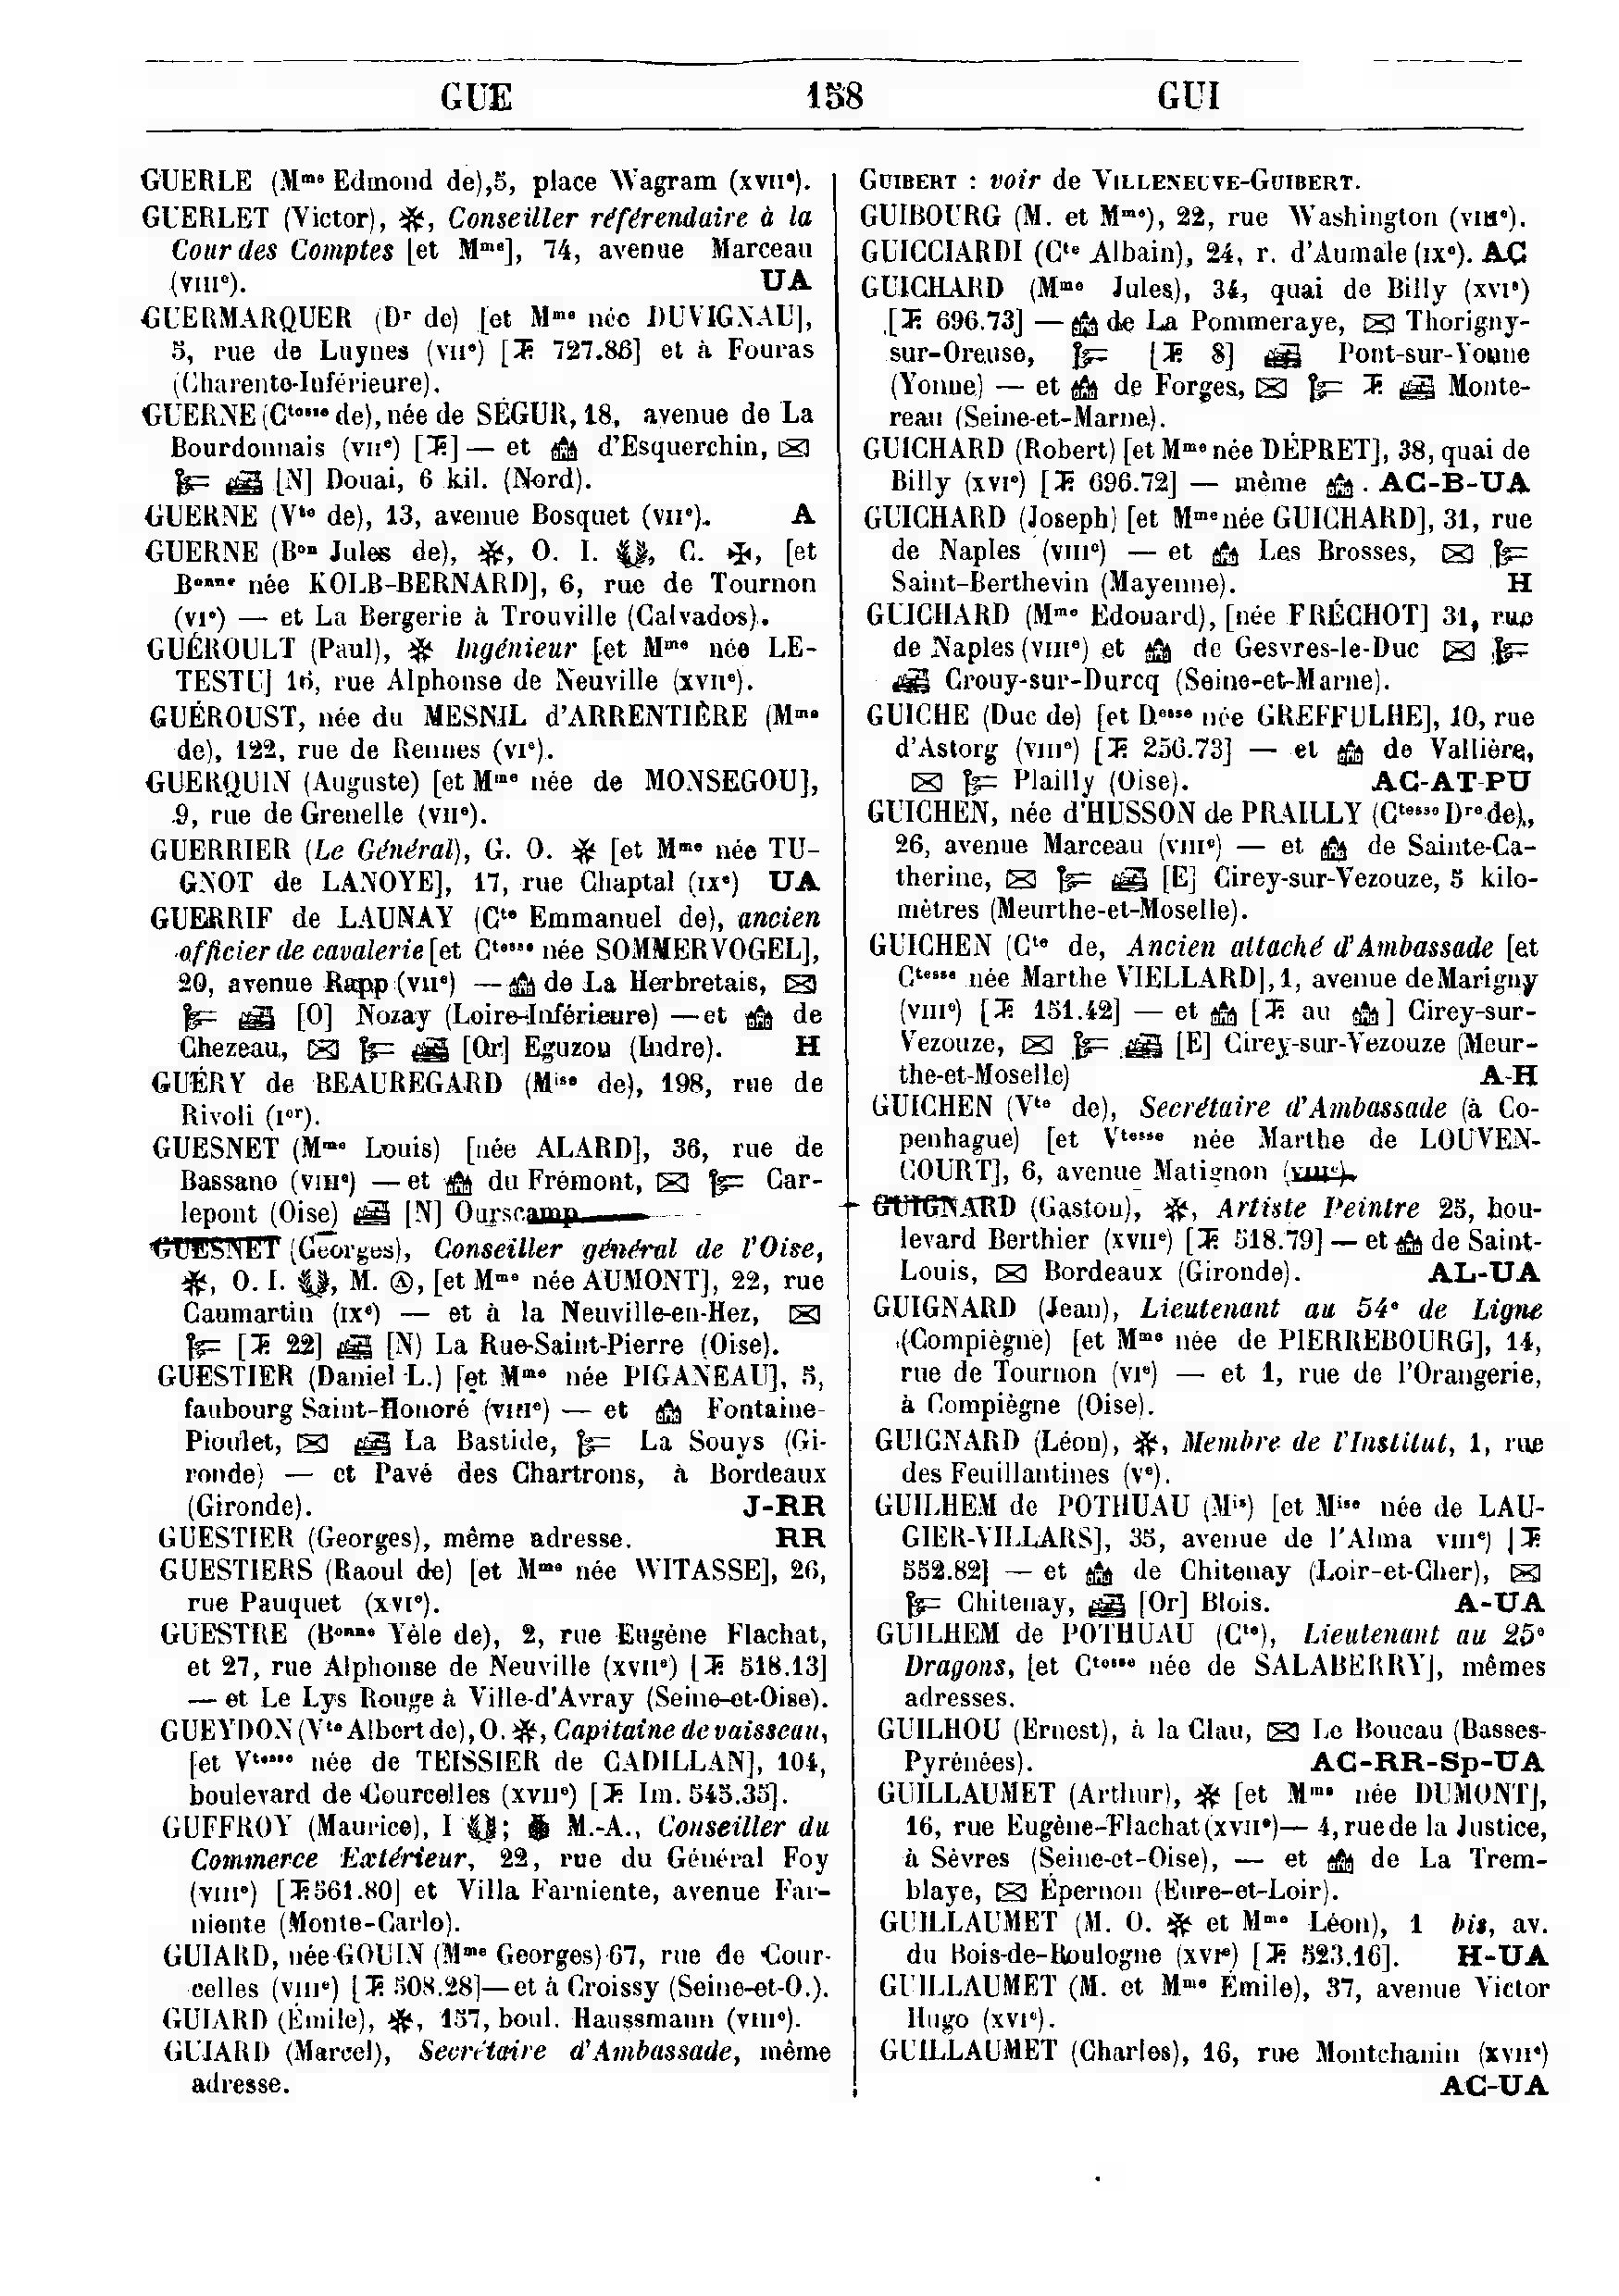 GUE 158 GUI
GUERLE (Mme Edmond de),5, place Wagram (XVIIe).
GUERLET (Victor), ✻, Conseiller référendaire à la
Cour des Comptes [et Mme], 74, avenue Marceau
(VIIIe). UA
GUERMARQUER (Dr de) [et Mme née DUVIGNAU],
5, rue de Luynes (VIIe) [T. 727.86] et à Fouras
(Charente-Inférieure).
GUERNE (Ctesse de), née de SÉGUR, 18, avenue de La
Bourdonnais (VIIe) [T.] — et d'Esquerchin, ✉
[N] Douai, 6 kil. (Nord).
GUERNE (Vte de), 13, avenue Bosquet (VIIe). A
GUERNE (Bon Jules de), ✻, O. I. , C. ✠, [et
Bonne née KOLB-BERNARD], 6, rue de Tournon
(VIe) — et La Bergerie à Trouville (Calvados).
GUÉROULT (Paul), ✻ Ingénieur [et Mme née LE-
TESTU] 16, rue Alphonse de Neuville (XVIIe).
GUÉROUST, née du MESNIL d'ARRENTIÈRE (Mme
de), 122, rue de Rennes (VIe).
GUERQUIN (Auguste) [et Mme née de MONSEGOU],
9, rue de Grenelle (VIIe).
GUERRIER (Le Général), G. O. ✻ [et Mme née TU-
GNOT de LANOYE], 17, rue Chaptal (IXe) UA
GUERRIF de LAUNAY (Cte Emmanuel de), ancien
officier de cavalerie [et Ctesse née SOMMERVOGEL],
20, avenue Rapp (VIIe) — de La Herbretais, ✉
[O] Nozay (Loire-Inférieure) — et de
Chezeau, ✉ [Or] Eguzon (Indre). H
GUÉRY de BEAUREGARD (Mise de), 198, rue de
Rivoli (Ier).
GUESNET (Mme Louis) [née ALARD], 36, rue de
Bassano (VIIIe) — et du Frémont, ✉ Car-
lepont (Oise) [N] Ourscamp
GUESNET (Georges), Conseiller général de l'Oise,
✻, O. I. , M. Ⓐ, [et Mme née AUMONT], 22, rue
Caumartin (IXe) — et à la Neuville-en-Hez, ✉
[T. 22] [N) La Rue-Saint-Pierre (Oise).
GUESTIER (Daniel L.) [et Mme née PIGANEAU], 5,
faubourg Saint-Honoré (VIIIe) — et Fontaine-
Pioulet, ✉ La Bastide, La Souys (Gi-
ronde) — et Pavé des Chartrons, à Bordeaux
(Gironde). J-RR
GUESTIER (Georges), même adresse. RR
GUESTIERS (Raoul de) [et Mme née WITASSE], 26,
rue Pauquet (XVIe).
GUESTRE (Bonne Yèle de), 2, rue Eugène Flachat,
et 27, rue Alphonse de Neuville (XVIIe) [T. 518.13]
— et Le Lys Rouge à Ville-d'Avray (Seine-et-Oise).
GUEYDON (Vte Albert de), O. ✻, Capitaine de vaisseau,
[et Vtesse née de TEISSIER de CADILLAN], 104,
boulevard de Courcelles (XVIIe) [T. Im. 545.35].
GUFFROY (Maurice), I ; M.-A., Conseiller du
Commerce Extérieur, 22, rue du Général Foy
(VIIIe) [T. 561.80] et Villa Farniente, avenue Far-
niente (Monte-Carlo).
GUIARD, née GOUIN (Mme Georges) 67, rue de Cour-
celles (VIIIe) [T. 508.28]—et à Croissy (Seine-et-O.).
GUIARD (Émile), ✻, 157, boul. Haussmann (VIIIe).
GUIARD (Marcel), Secrétaire d'Ambassade, même
adresse.
GUIBERT : voir de VILLENEUVE-GUIBERT.
GUIBOURG (M. et Mme), 22, rue Washington (VIIIe).
GUICCIARDI (Cte Albain), 24, r. d'Aumale (IXe). AC
GUICHARD (Mme Jules), 34, quai de Billy (XVIe)
[T. 696.73] — de La Pommeraye, ✉ Thorigny-
sur-Oreuse, [T. 8] Pont-sur-Yonne
(Yonne) — et de Forges, ✉ T. Monte-
reau (Seine-et-Marne).
GUICHARD (Robert) [et Mme née DÉPRET], 38, quai de
Billy (XVIe) [T. 696.72] — même . AC-B-UA
GUICHARD (Joseph) [et Mme née GUICHARD], 31, rue
de Naples (VIIIe) — et Les Brosses, ✉
Saint-Berthevin (Mayenne). H
GUICHARD (Mme Edouard), [née FRÉCHOT] 31, rue
de Naples (VIIIe) et de Gesvres-le-Duc ✉
Crouy-sur-Durcq (Seine-et-Marne).
GUICHE (Duc de) [et Desse née GREFFULHE], 10, rue
d'Astorg (VIIIe) [T. 256.73] — et de Vallière,
✉ Plailly (Oise). AC-AT-PU
GUICHEN, née d'HUSSON de PRAILLY (Ctesse Dre de),
26, avenue Marceau (VIIIe) — et de Sainte-Ca-
therine, ✉ [E] Cirey-sur-Vezouze, 5 kilo-
mètres (Meurthe-et-Moselle).
GUICHEN (Cte de, Ancien attaché d'Ambassade [et
Ctesse née Marthe VIELLARD], 1, avenue de Marigny
(VIIIe) [T. 151.42] — et [T. au ] Cirey-sur-
Vezouze, ✉ [E] Cirey-sur-Vezouze (Meur-
the-et-Moselle) A-H
GUICHEN (Vte de), Secrétaire d'Ambassade (à Co-
penhague) [et Vtesse née Marthe de LOUVEN-
COURT], 6, avenue Matignon (VIIIe).
GUIGNARD (Gaston), ✻, Artiste Peintre 25, bou-
levard Berthier (XVIIe) [T. 518.79] — et de Saint-
Louis, ✉ Bordeaux (Gironde). AL-UA
GUIGNARD (Jean), Lieutenant au 54e de Ligne
(Compiègne) [et Mme née de PIERREBOURG], 14,
rue de Tournon (VIe) — et 1, rue de l'Orangerie,
à Compiègne (Oise).
GUIGNARD (Léon), ✻, Membre de l'Institut, 1, rue
des Feuillantines (Ve).
GUILHEM de POTHUAU (Mis) [et Mise née de LAU-
GIER-VILLARS], 35, avenue de l'Alma VIIIe) [T.
552.82] — et de Chitenay (Loir-et-Cher), ✉
Chitenay, [Or] Blois. A-UA
GUILHEM de POTHUAU (Cte), Lieutenant au 25e
Dragons, [et Ctesse née de SALABERRY], mêmes
adresses.
GUILHOU (Ernest), à la Clau, ✉ Le Boucau (Basses-
Pyrénées). AC-RR-Sp-UA
GUILLAUMET (Arthur), ✻ [et Mme née DUMONT],
16, rue Eugène-Flachat (XVIIe)— 4, rue de la Justice,
à Sèvres (Seine-et-Oise), — et de La Trem-
blaye, ✉ Épernon (Eure-et-Loir).
GUILLAUMET (M. O. ✻ et Mme Léon), 1 bis, av.
du Bois-de-Boulogne (XVIe) [T. 523.16]. H-UA
GUILLAUMET (M. et Mme Émile), 37, avenue Victor
Hugo (XVIe).
GUILLAUMET (Charles), 16, rue Montchanin (XVIIe)
AC-UA